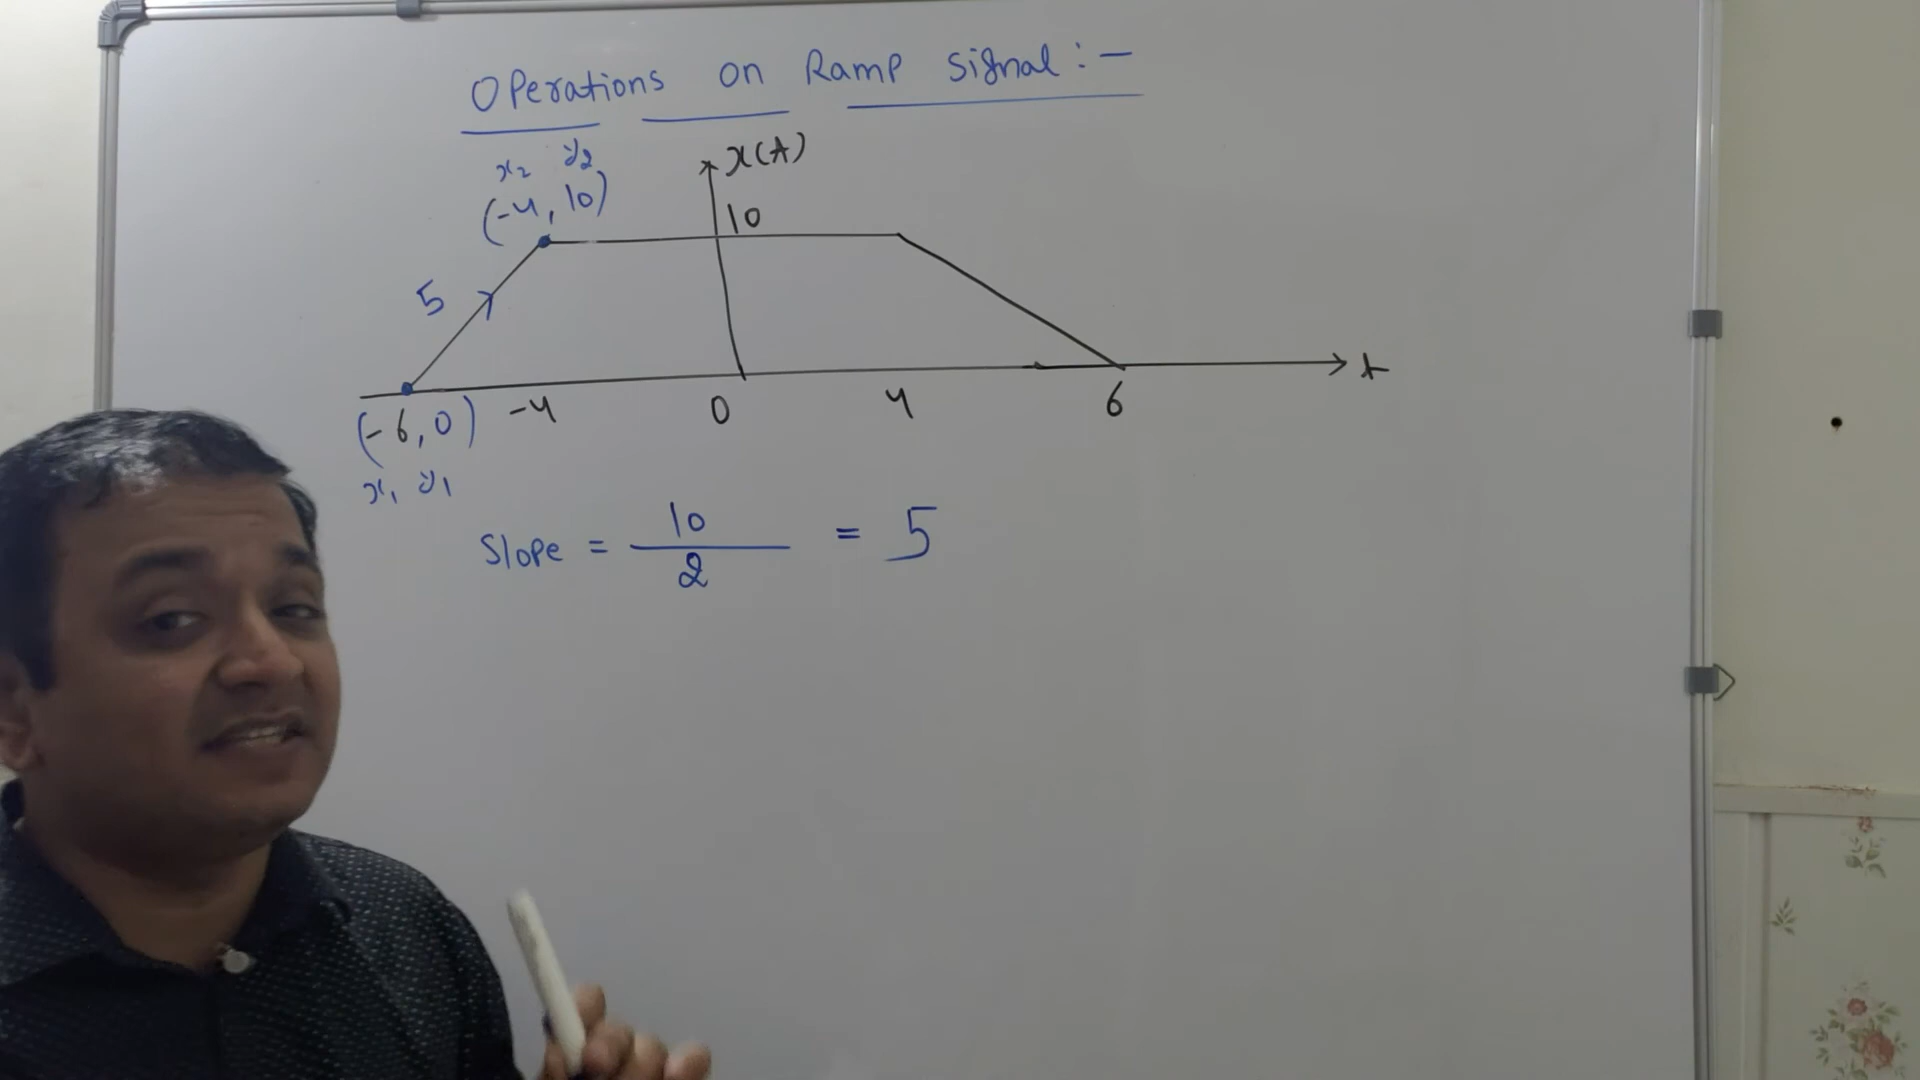 Operations on Ramp Signal :-
x2 y2
x(t)
(-4, 10)
10
5
(-6, 0) -4 0 4 6 t
x1 y1
Slope = 10/2 = 5